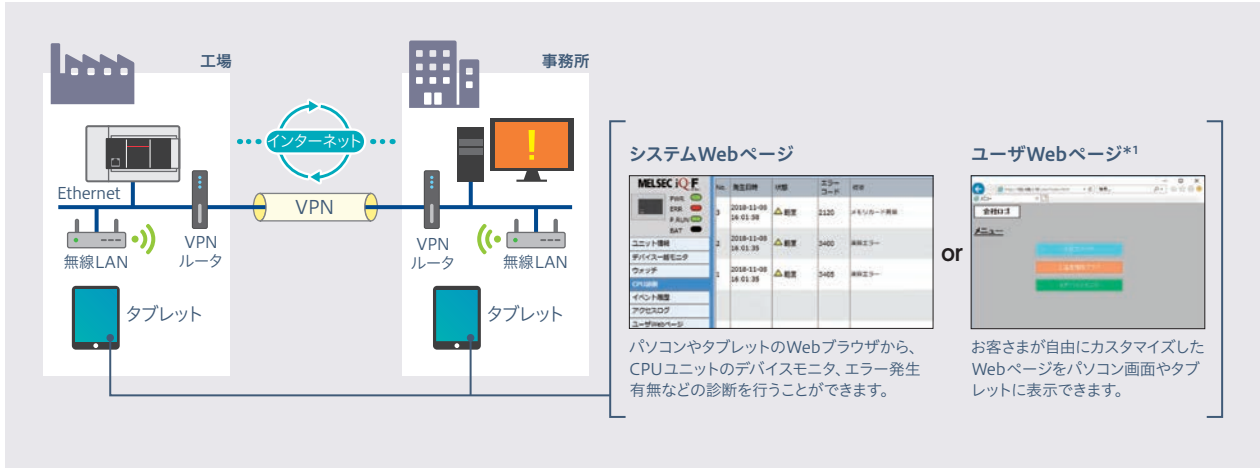 工場
事務所
インターネット
Ethernet
VPN
VPN
ルータ
無線LAN
VPN
ルータ
無線LAN
タブレット
タブレット
システムWebページ
MELSEC iQ-F
PWR
ERR
P.RUN
BAT
ユニット情報
デバイス一括モニタ
ウォッチ
CPU診断
イベント履歴
アクセスログ
ユーザWebページ
No. 発生日時 状態 エラーコード
3 2018-11-08 16:01:38 軽度 2120 メモリカード異常
2 2018-11-08 16:01:35 軽度 3400 演算エラー
1 2018-11-08 16:01:35 軽度 3405 演算エラー
パソコンやタブレットのWebブラウザから、
CPUユニットのデバイスモニタ、エラー発生
有無などの診断を行うことができます。
or
ユーザWebページ*1
会社ロゴ
メニュー
お客さまが自由にカスタマイズした
Webページをパソコン画面やタブ
レットに表示できます。